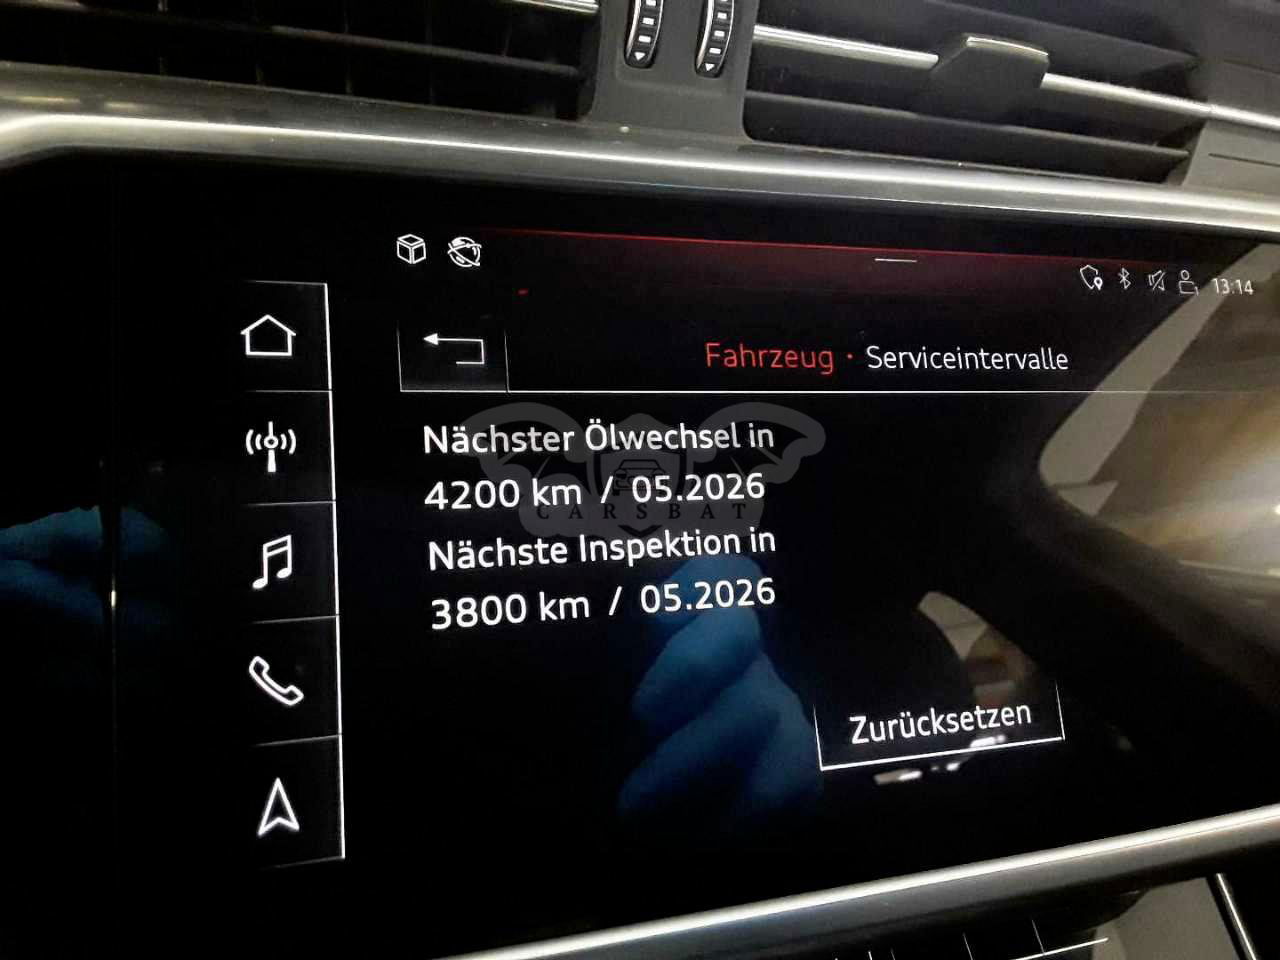 13:14
Fahrzeug · Serviceintervalle
Nächster Ölwechsel in
4200 km / 05.2026
CARSBAT
Nächste Inspektion in
3800 km / 05.2026
Zurücksetzen